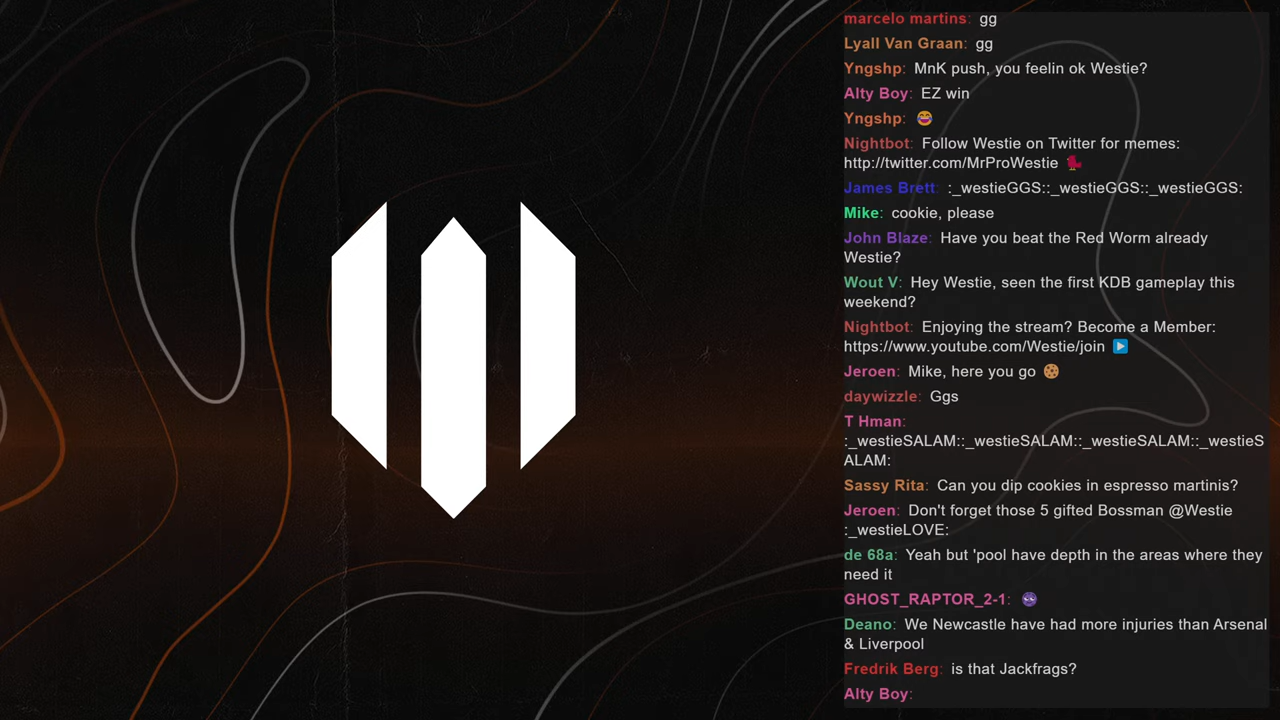 marcelo martins: gg
Lyall Van Graan: gg
Yngshp: MnK push, you feelin ok Westie?
Alty Boy: EZ win
Yngshp: 😂
Nightbot: Follow Westie on Twitter for memes:
http://twitter.com/MrProWestie
James Brett: :_westieGGS::_westieGGS::_westieGGS:
Mike: cookie, please
John Blaze: Have you beat the Red Worm already
Westie?
Wout V: Hey Westie, seen the first KDB gameplay this
weekend?
Nightbot: Enjoying the stream? Become a Member:
https://www.youtube.com/Westie/join ▶️
Jeroen: Mike, here you go 🍪
daywizzle: Ggs
T Hman:
:_westieSALAM::_westieSALAM::_westieSALAM::_westieS
ALAM:
Sassy Rita: Can you dip cookies in espresso martinis?
Jeroen: Don't forget those 5 gifted Bossman @Westie
:_westieLOVE:
de 68a: Yeah but 'pool have depth in the areas where they
need it
GHOST_RAPTOR_2-1:
Deano: We Newcastle have had more injuries than Arsenal
& Liverpool
Fredrik Berg: is that Jackfrags?
Alty Boy: